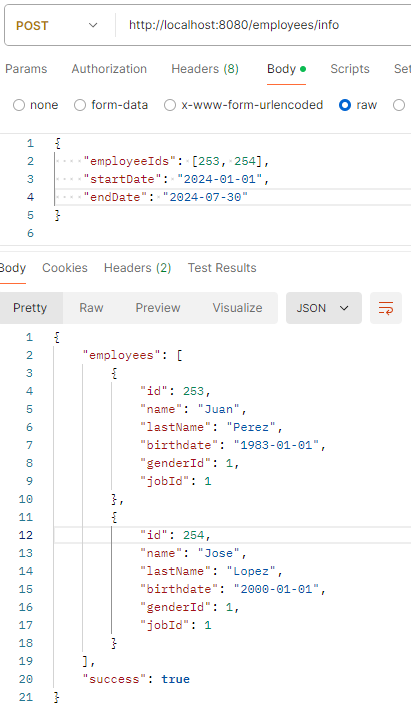 POST http://localhost:8080/employees/info
Params Authorization Headers (8) Body Scripts
none form-data x-www-form-urlencoded raw
1 {
2 "employeeIds": [253, 254],
3 "startDate": "2024-01-01",
4 "endDate": "2024-07-30"
5 }
6
Body Cookies Headers (2) Test Results
Pretty Raw Preview Visualize JSON
1 {
2 "employees": [
3 {
4 "id": 253,
5 "name": "Juan",
6 "lastName": "Perez",
7 "birthdate": "1983-01-01",
8 "genderId": 1,
9 "jobId": 1
10 },
11 {
12 "id": 254,
13 "name": "Jose",
14 "lastName": "Lopez",
15 "birthdate": "2000-01-01",
16 "genderId": 1,
17 "jobId": 1
18 }
19 ],
20 "success": true
21 }